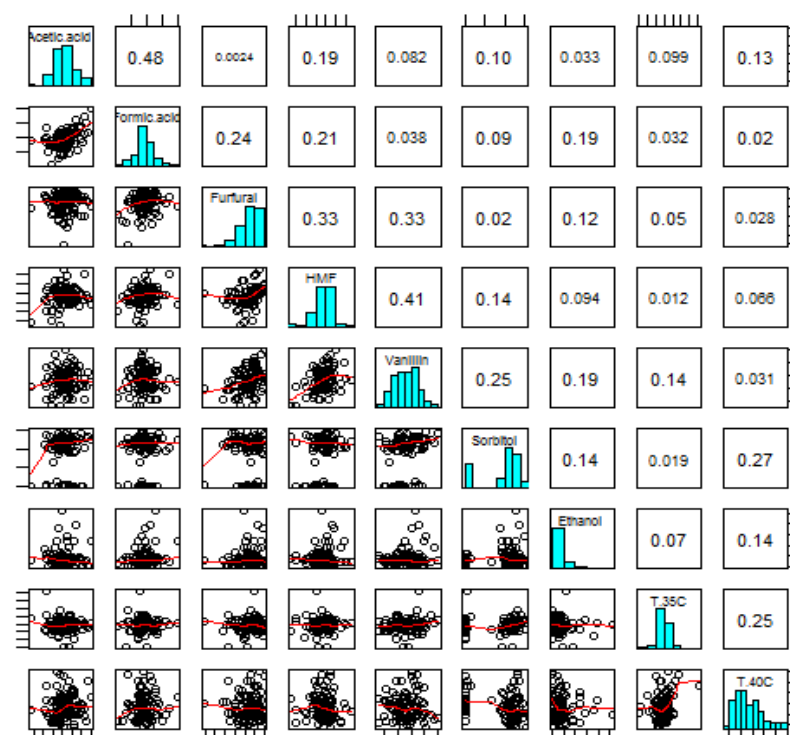 Acetic.acid 0.48 0.0024 0.19 0.082 0.10 0.033 0.099 0.13
Formic.acid 0.24 0.21 0.038 0.09 0.19 0.032 0.02
Furfural 0.33 0.33 0.02 0.12 0.05 0.028
HMF 0.41 0.14 0.094 0.012 0.066
Vanillin 0.25 0.19 0.14 0.031
Sorbitol 0.14 0.019 0.27
Ethanol 0.07 0.14
T.35C 0.25
T.40C